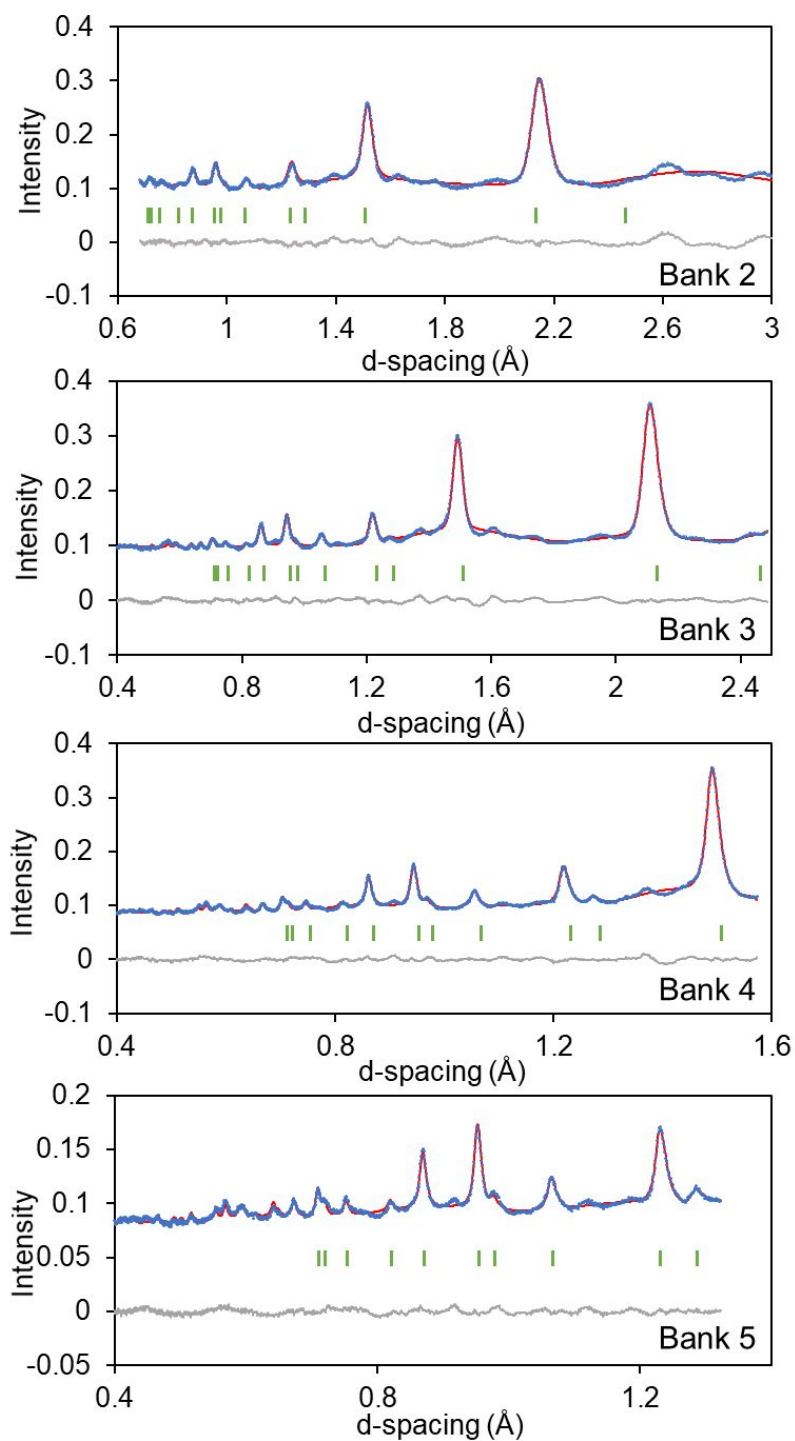 0.4
0.3
0.2
0.1
0
-0.1
Intensity
Bank 2
0.6 1 1.4 1.8 2.2 2.6 3
d-spacing (Å)
0.4
0.3
0.2
0.1
0
-0.1
Intensity
Bank 3
0.4 0.8 1.2 1.6 2 2.4
d-spacing (Å)
0.4
0.3
0.2
0.1
0
-0.1
Intensity
Bank 4
0.4 0.8 1.2 1.6
d-spacing (Å)
0.2
0.15
0.1
0.05
0
-0.05
Intensity
Bank 5
0.4 0.8 1.2
d-spacing (Å)